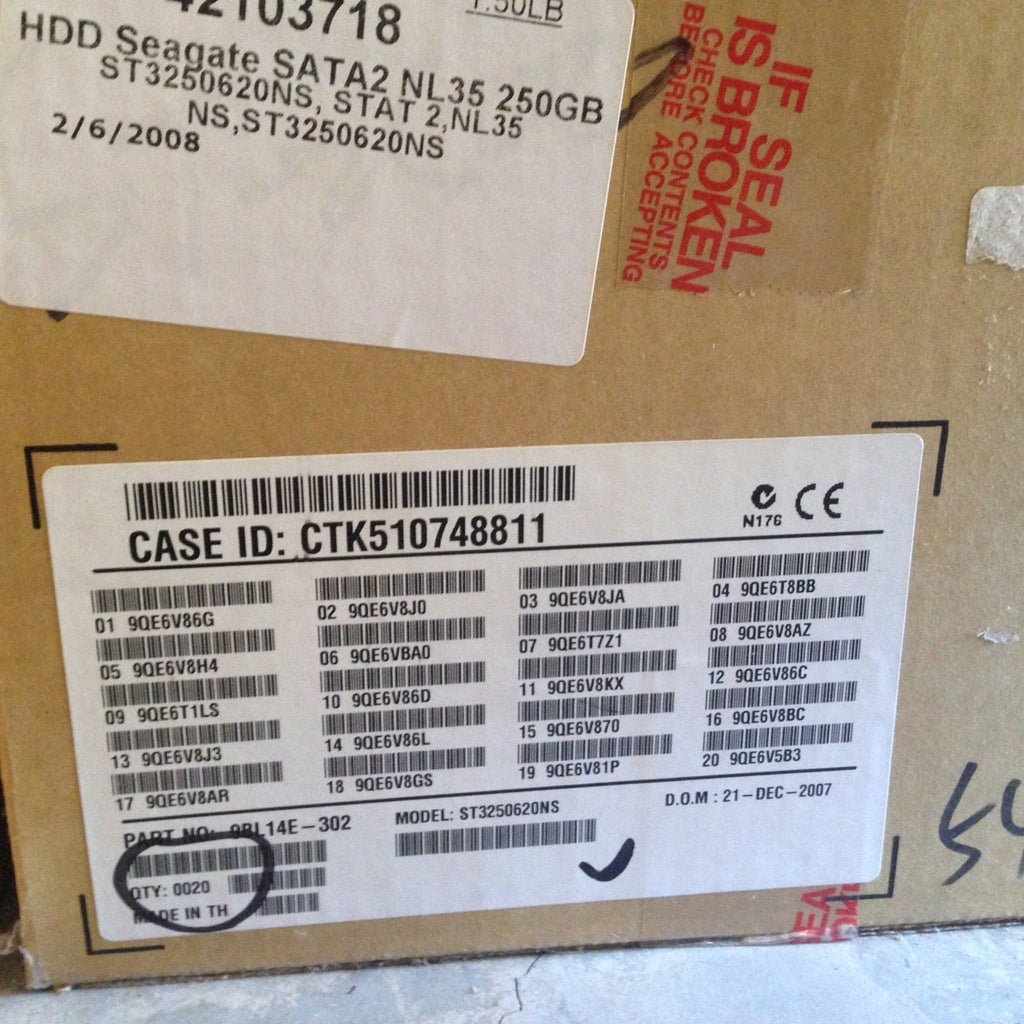 42103718
1.50LB
HDD Seagate SATA2 NL35 250GB
ST3250620NS, STAT 2,NL35
NS,ST3250620NS
2/6/2008
IF SEAL
IS BROKEN
CHECK CONTENTS
BEFORE ACCEPTING
N176
CE
CASE ID: CTK510748811
01 9QE6V86G
02 9QE6V8J0
03 9QE6V8JA
04 9QE6T8BB
05 9QE6V8H4
06 9QE6VBA0
07 9QE6T7Z1
08 9QE6V8AZ
09 9QE6T1LS
10 9QE6V86D
11 9QE6V8KX
12 9QE6V86C
13 9QE6V8J3
14 9QE6V86L
15 9QE6V870
16 9QE6V8BC
17 9QE6V8AR
18 9QE6V8GS
19 9QE6V81P
20 9QE6V5B3
PART NO: 9BL14E-302
MODEL: ST3250620NS
D.O.M : 21-DEC-2007
QTY: 0020
MADE IN TH